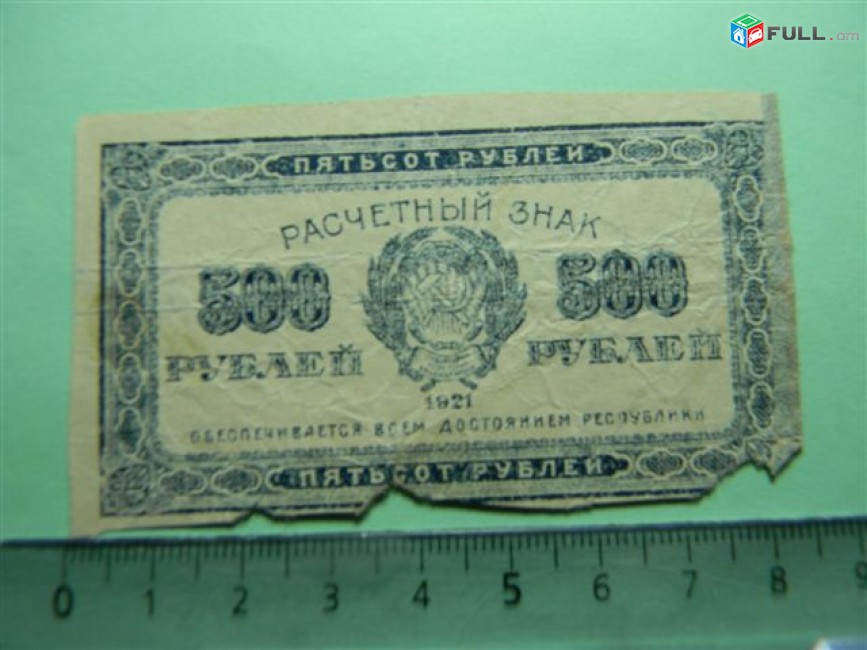 FULL.am
ПЯТЬСОТ РУБЛЕЙ
РАСЧЕТНЫЙ ЗНАК
500 500
РУБЛЕЙ РУБЛЕЙ
1921
ОБЕСПЕЧИВАЕТСЯ ВСЕМ ДОСТОЯНИЕМ РЕСПУБЛИКИ
ПЯТЬСОТ РУБЛЕЙ
0 1 2 3 4 5 6 7 8 9